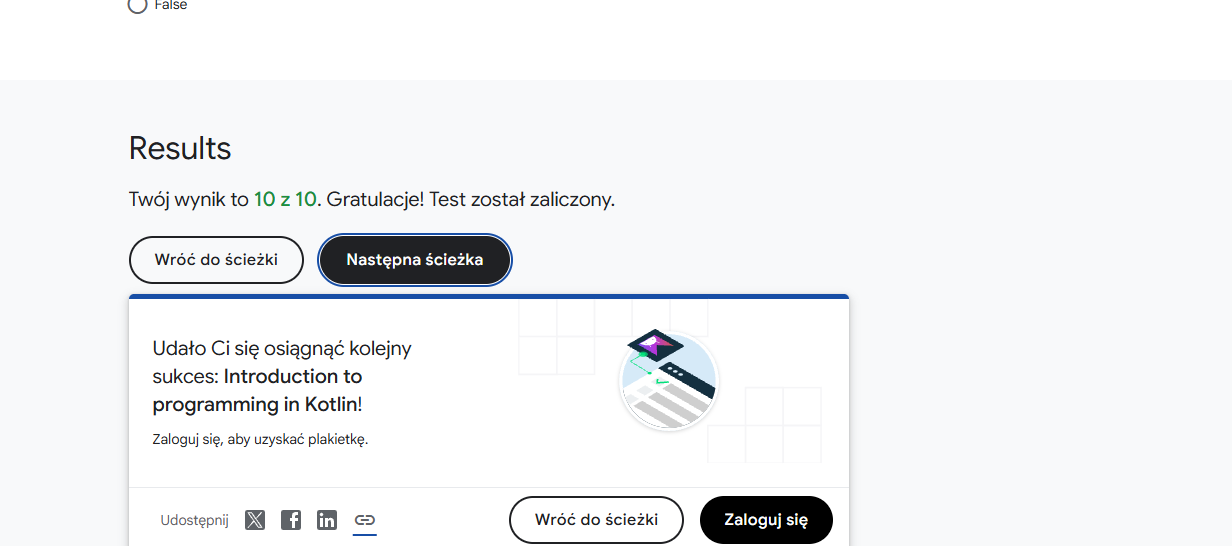 False
Results
Twój wynik to 10 z 10. Gratulacje! Test został zaliczony.
Wróć do ścieżki
Następna ścieżka
Udało Ci się osiągnąć kolejny
sukces: Introduction to
programming in Kotlin!
Zaloguj się, aby uzyskać plakietkę.
Udostępnij
Wróć do ścieżki
Zaloguj się